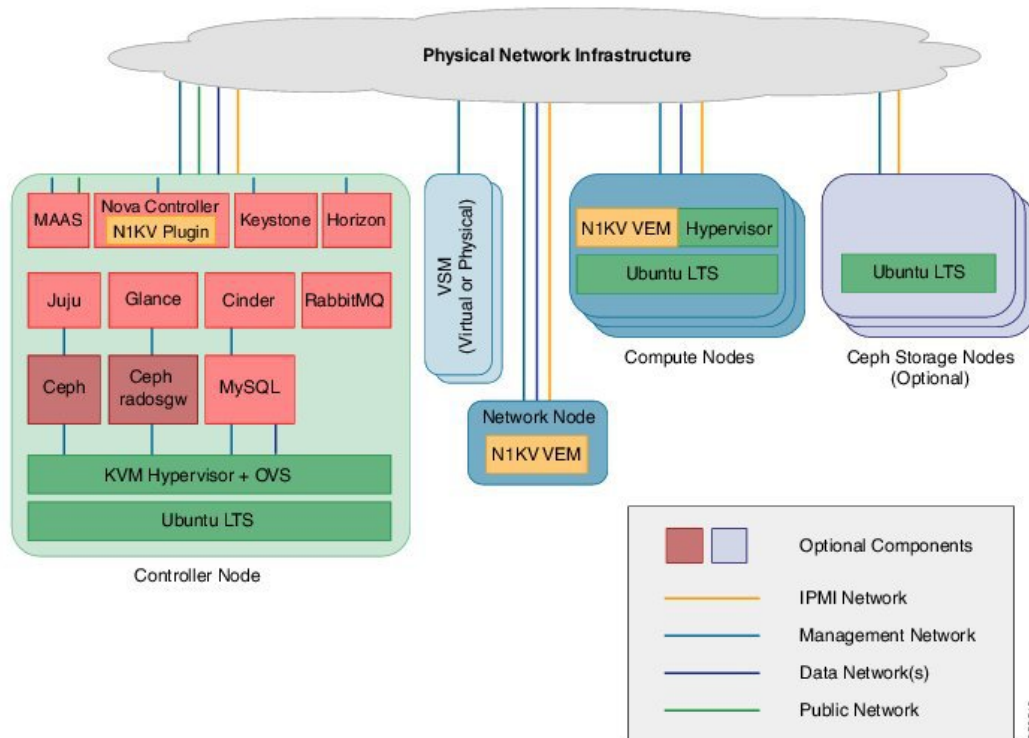 Physical Network Infrastructure
MAAS
Nova Controller
N1KV Plugin
Keystone
Horizon
Juju
Glance
Cinder
RabbitMQ
Ceph
Ceph
radosgw
MySQL
KVM Hypervisor + OVS
Ubuntu LTS
Controller Node
VSM
(Virtual or Physical)
Network Node
N1KV VEM
N1KV VEM
Hypervisor
Ubuntu LTS
Compute Nodes
Ubuntu LTS
Ceph Storage Nodes
(Optional)
Optional Components
IPMI Network
Management Network
Data Network(s)
Public Network